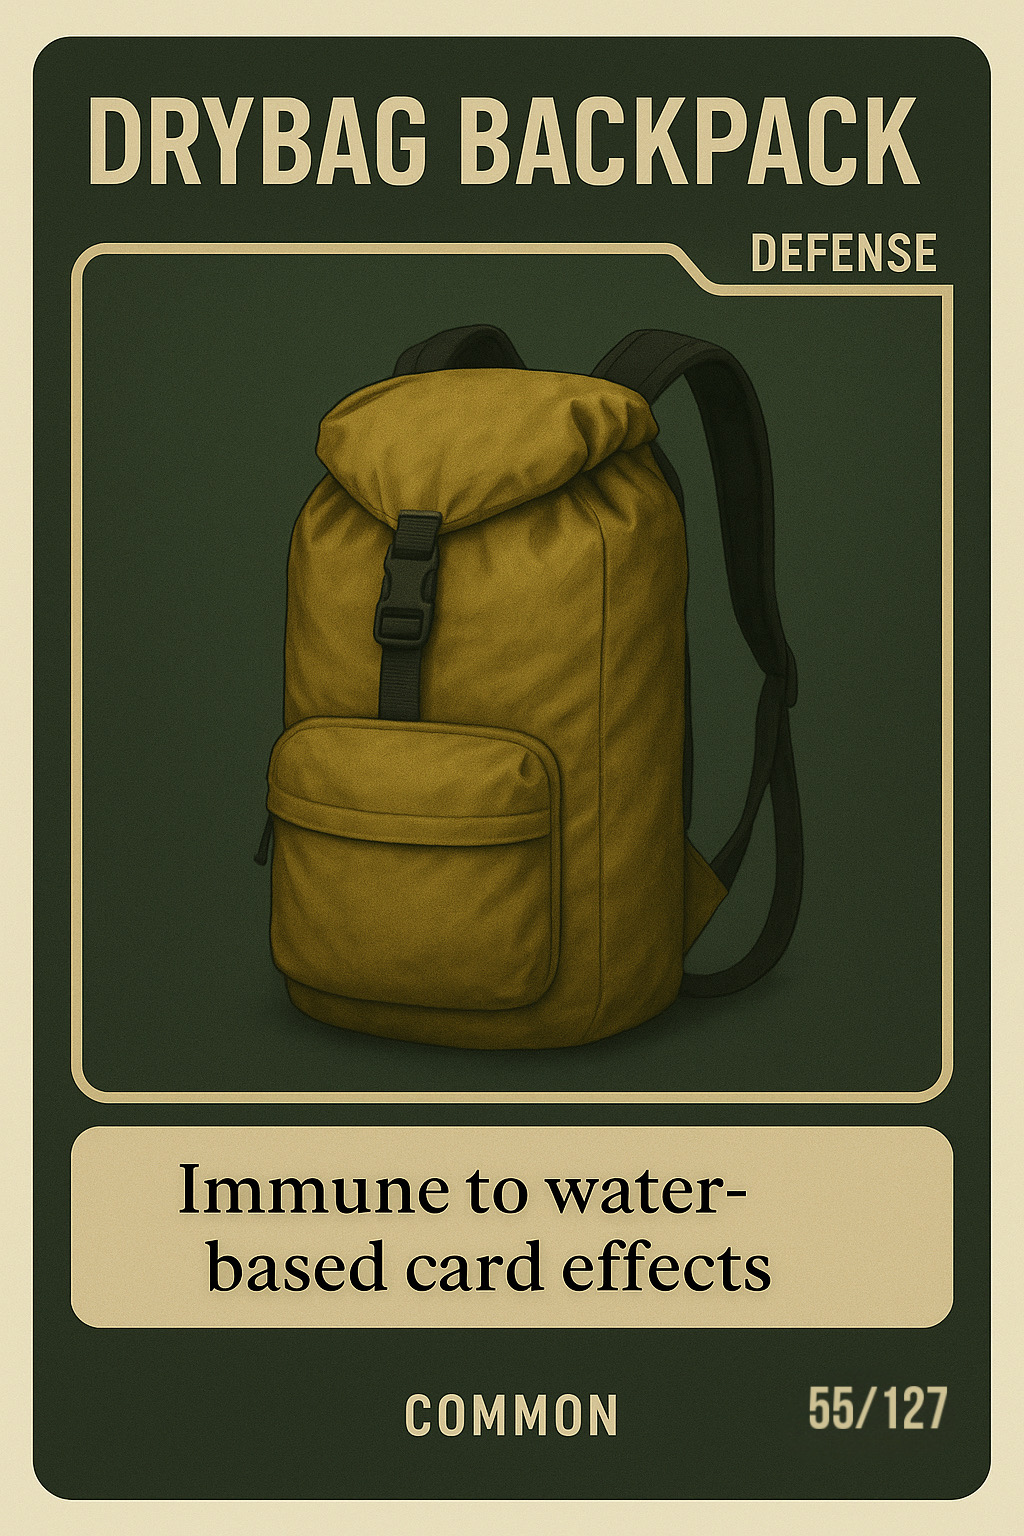 DRYBAG BACKPACK
DEFENSE
Immune to water-
based card effects
COMMON
55/127